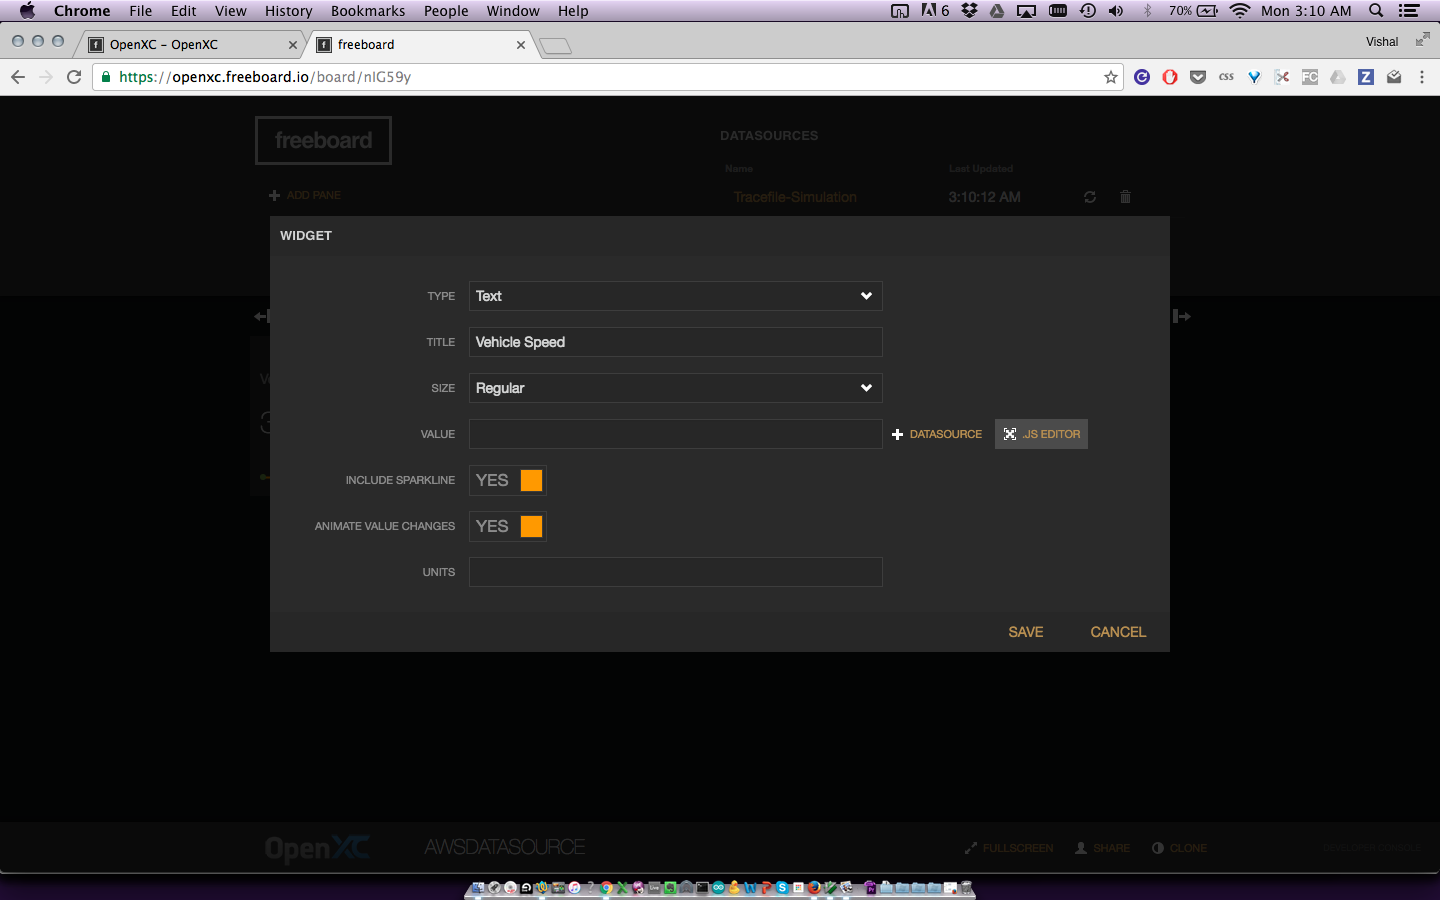 Chrome File Edit View History Bookmarks People Window Help 6 70% Mon 3:10 AM
OpenXC - OpenXC freeboard Vishal
https://openxc.freeboard.io/board/nIG59y css FC Z
freeboard
DATASOURCES
Name Last Updated
ADD PANE
Tracefile-Simulation 3:10:12 AM
WIDGET
TYPE Text
TITLE Vehicle Speed
SIZE Regular
VALUE DATASOURCE .JS EDITOR
INCLUDE SPARKLINE YES
ANIMATE VALUE CHANGES YES
UNITS
SAVE CANCEL
OpenXC AWSDATASOURCE FULLSCREEN SHARE CLONE